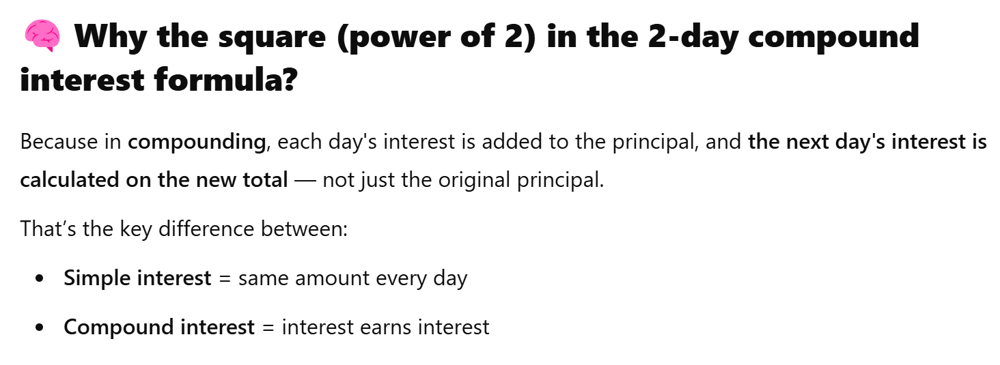 🧠 Why the square (power of 2) in the 2-day compound
interest formula?
Because in compounding, each day's interest is added to the principal, and the next day's interest is
calculated on the new total — not just the original principal.
That’s the key difference between:
• Simple interest = same amount every day
• Compound interest = interest earns interest